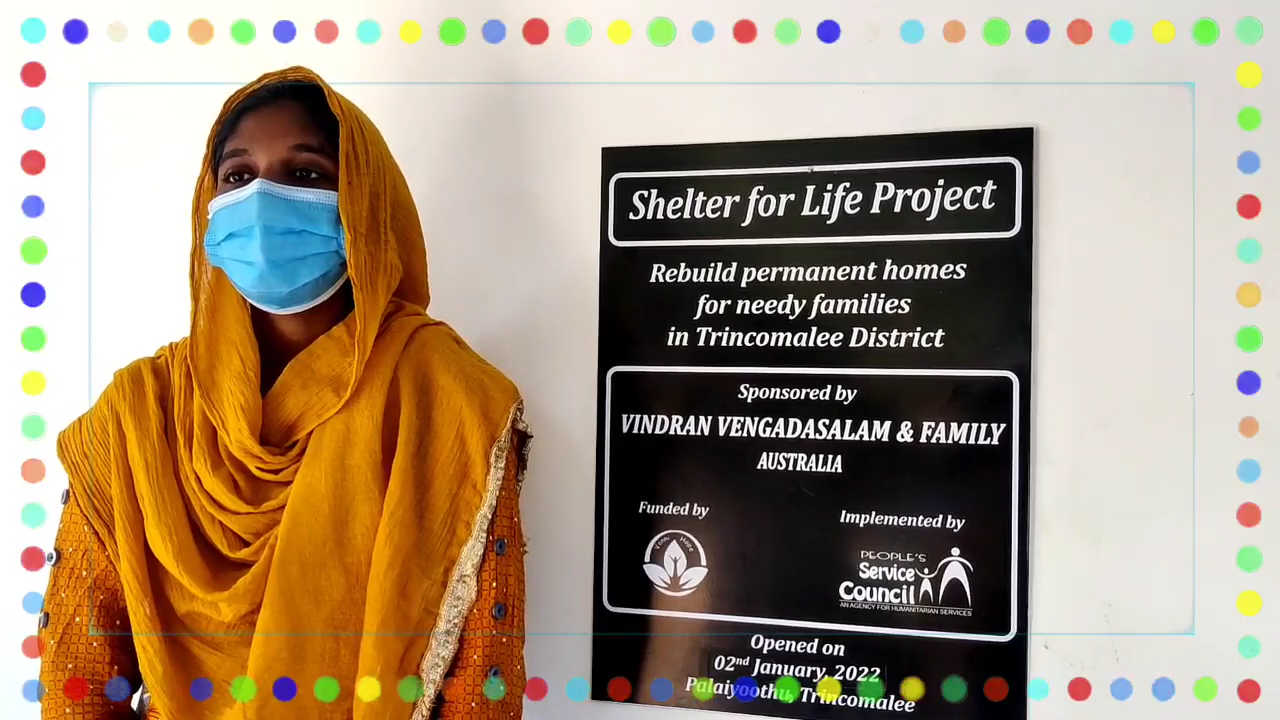 Shelter for Life Project
Rebuild permanent homes
for needy families
in Trincomalee District
Sponsored by
VINDRAN VENGADASALAM & FAMILY
AUSTRALIA
Funded by
Implemented by
PEOPLE'S
Service
Council
AN AGENCY FOR HUMANITARIAN SERVICES
Opened on
02nd January, 2022
Palaiyoothu, Trincomalee